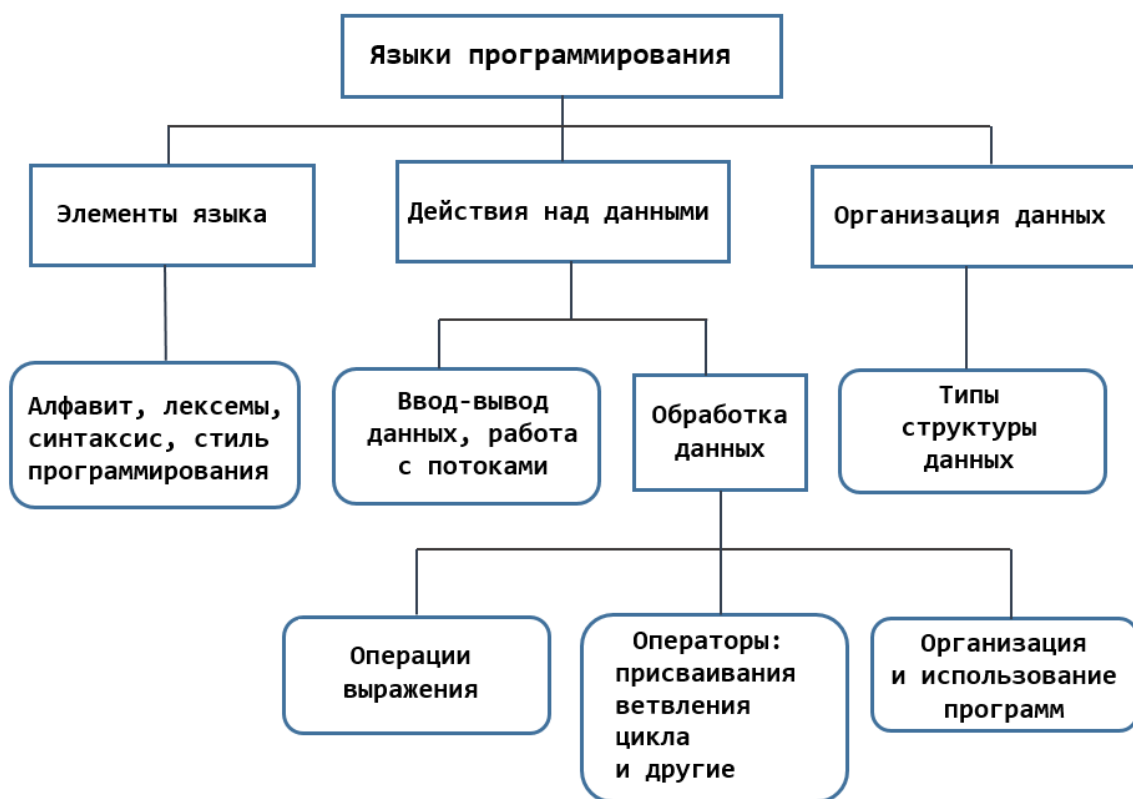 Языки программирования
Элементы языка
Действия над данными
Организация данных
Алфавит, лексемы,
синтаксис, стиль
программирования
Ввод-вывод
данных, работа
с потоками
Обработка
данных
Типы
структуры
данных
Операции
выражения
Операторы:
присваивания
ветвления
цикла
и другие
Организация
и использование
программ